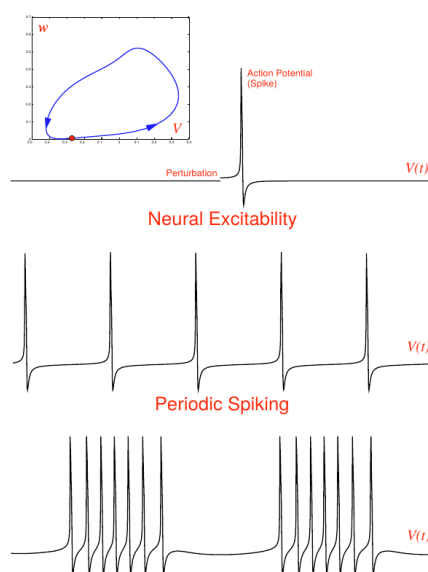 w
V
Action Potential
(Spike)
Perturbation
V(t)
Neural Excitability
V(t)
Periodic Spiking
V(t)